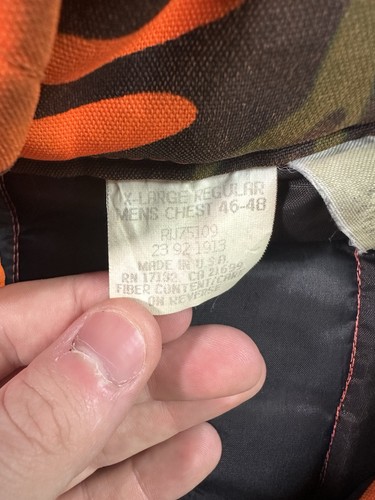 X-LARGE REGULAR
MENS CHEST 46-48
RU75109
23 92 1913
MADE IN U.S.A
RN 17133 CA
FIBER CONTENT/CARE
ON REVERSE